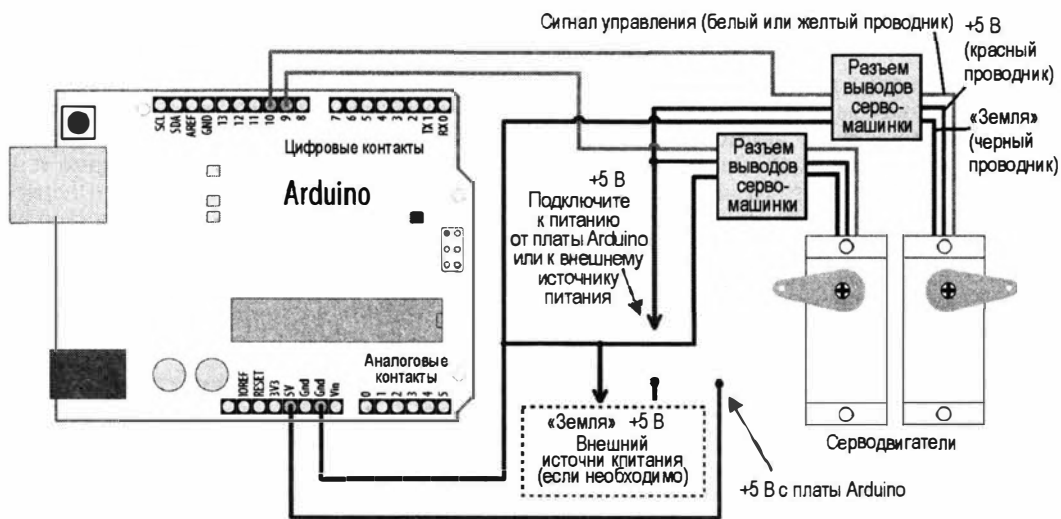 Сигнал управления (белый или желтый проводник)
+5 В
(красный
проводник)
Разъем
выводов
серво-
машинки
«Земля»
(черный
проводник)
SCL
SDA
AREF
GND
13
12
11
10
9
8
7
6
5
4
3
2
TX 1
RX 0
Цифровые контакты
Arduino
Разъем
выводов
серво-
машинки
+5 В
Подключите
к питанию
от платы Arduino
или к внешнему
источнику
питания
Аналоговые
контакты
IOREF
RESET
3V3
5V
Gnd
Gnd
Vin
0
1
2
3
4
5
«Земля» +5 В
Внешний
источни кпитания
(если необходимо)
Серводвигатели
+5 В с платы Arduino